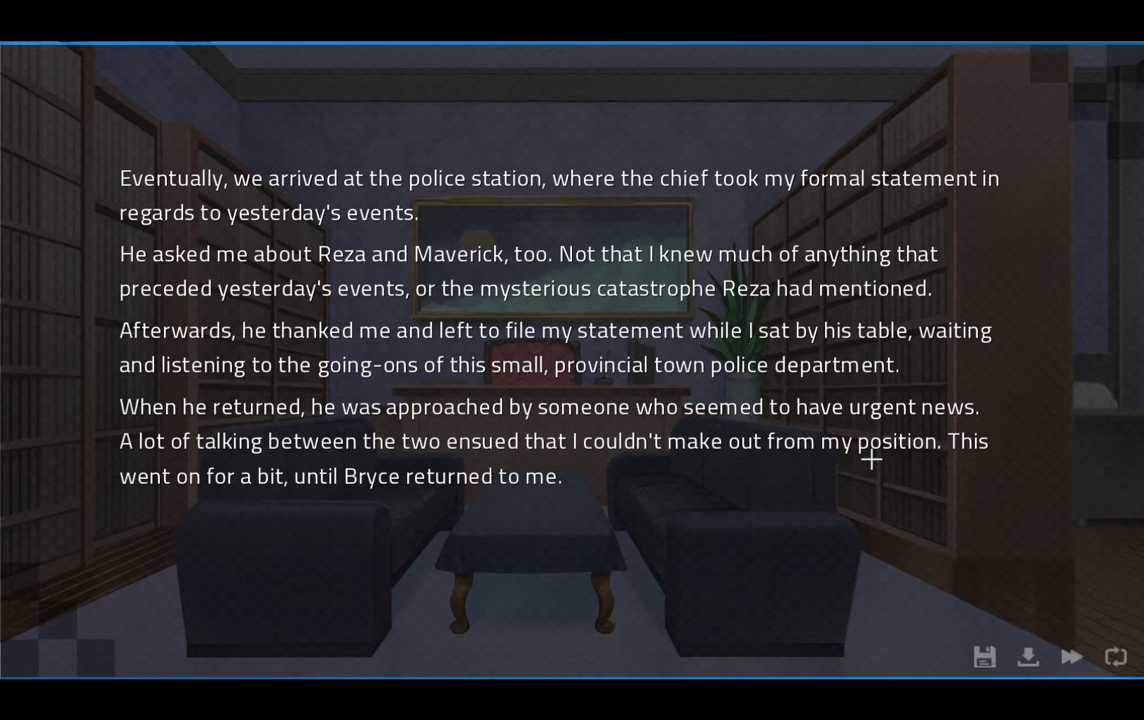 Eventually, we arrived at the police station, where the chief took my formal statement in
regards to yesterday's events.
He asked me about Reza and Maverick, too. Not that I knew much of anything that
preceded yesterday's events, or the mysterious catastrophe Reza had mentioned.
Afterwards, he thanked me and left to file my statement while I sat by his table, waiting
and listening to the going-ons of this small, provincial town police department.
When he returned, he was approached by someone who seemed to have urgent news.
A lot of talking between the two ensued that I couldn't make out from my position. This
went on for a bit, until Bryce returned to me.